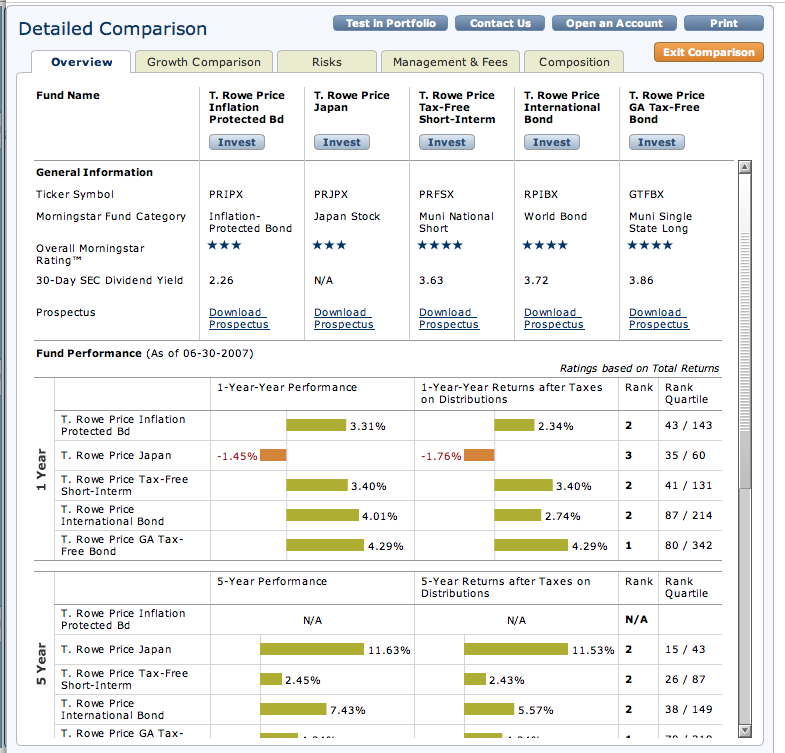 Detailed Comparison
Test in Portfolio
Contact Us
Open an Account
Print
Exit Comparison
Overview
Growth Comparison
Risks
Management & Fees
Composition
Fund Name
T. Rowe Price
Inflation
Protected Bd
T. Rowe Price
Japan
T. Rowe Price
Tax-Free
Short-Interm
T. Rowe Price
International
Bond
T. Rowe Price
GA Tax-Free
Bond
Invest
Invest
Invest
Invest
Invest
General Information
Ticker Symbol PRIPX PRJPX PRFSX RPIBX GTFBX
Morningstar Fund Category
Inflation-
Protected Bond
Japan Stock
Muni National
Short
World Bond
Muni Single
State Long
Overall Morningstar
Rating™
★★★ ★★★ ★★★★ ★★★★ ★★★★
30-Day SEC Dividend Yield 2.26 N/A 3.63 3.72 3.86
Prospectus
Download
Prospectus
Download
Prospectus
Download
Prospectus
Download
Prospectus
Download
Prospectus
Fund Performance (As of 06-30-2007)
Ratings based on Total Returns
1-Year-Year Performance
1-Year-Year Returns after Taxes
on Distributions
Rank
Rank
Quartile
1 Year
T. Rowe Price Inflation
Protected Bd
3.31% 2.34% 2 43 / 143
T. Rowe Price Japan -1.45% -1.76% 3 35 / 60
T. Rowe Price Tax-Free
Short-Interm
3.40% 3.40% 2 41 / 131
T. Rowe Price
International Bond
4.01% 2.74% 2 87 / 214
T. Rowe Price GA Tax-
Free Bond
4.29% 4.29% 1 80 / 342
5-Year Performance
5-Year Returns after Taxes on
Distributions
Rank
Rank
Quartile
5 Year
T. Rowe Price Inflation
Protected Bd
N/A N/A N/A
T. Rowe Price Japan 11.63% 11.53% 2 15 / 43
T. Rowe Price Tax-Free
Short-Interm
2.45% 2.43% 2 26 / 87
T. Rowe Price
International Bond
7.43% 5.57% 2 38 / 149
T. Rowe Price GA Tax-